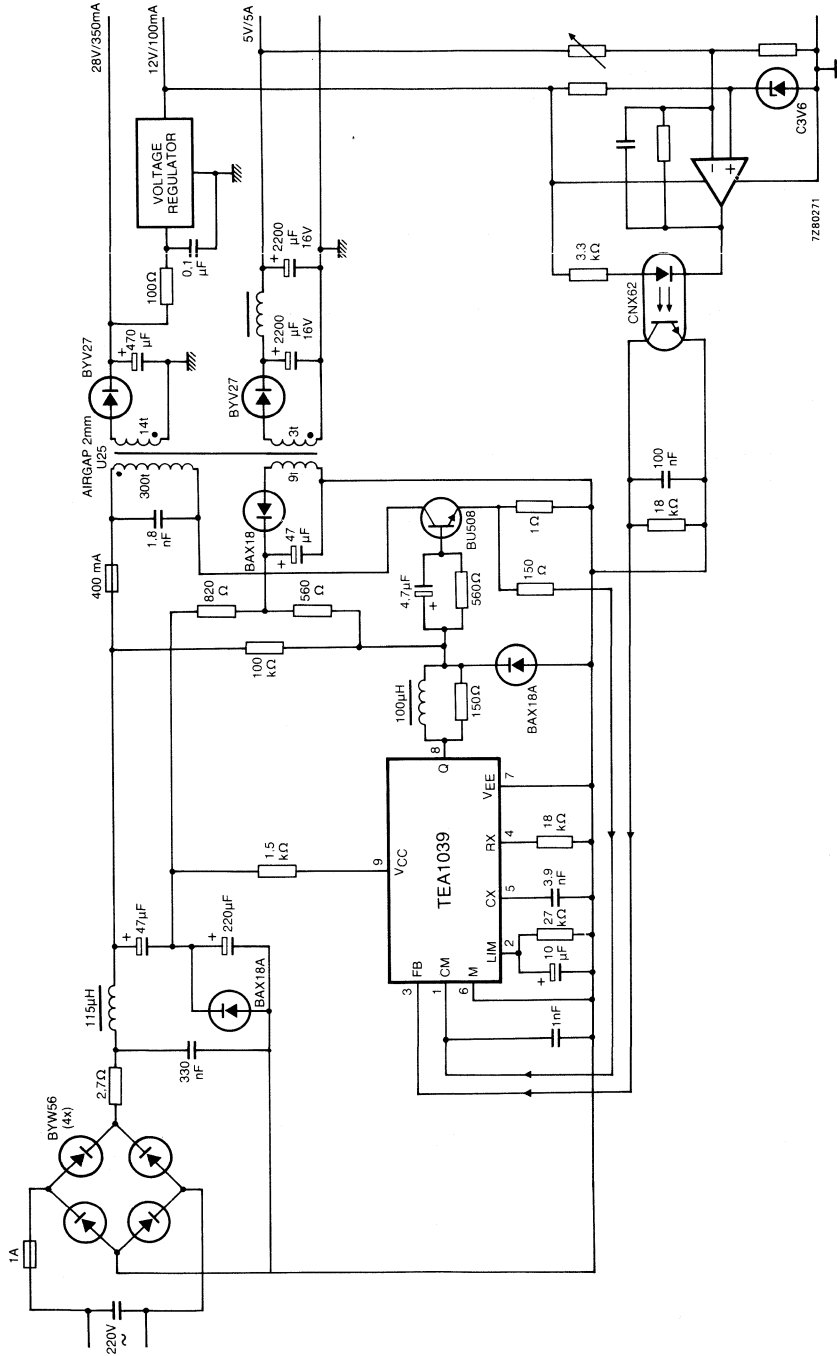 220V
~
1A
BYW56
(4x)
2,7Ω
330
nF
115µH
BAX18A
+
47µF
+
220µF
1.5
kΩ
400 mA
100
kΩ
820
Ω
560
Ω
BAX18
+
47
µF
1.8
nF
AIRGAP 2mm
U25
300t
9t
14t
3t
BYV27
+
470
µF
100Ω
0.1
µF
VOLTAGE
REGULATOR
28V/350mA
12V/100mA
BYV27
+
2200
µF
16V
+
2200
µF
16V
5V/5A
TEA1039
9
VCC
8
Q
7
VEE
4
RX
5
CX
2
LIM
3
FB
1
CM
6
M
1nF
+
10
µF
27
kΩ
3.9
nF
18
kΩ
100µH
150Ω
BAX18A
4.7µF
+
560Ω
BU508
150
Ω
1Ω
18
kΩ
100
nF
CNX62
3.3
kΩ
−
+
C3V6
7Z80271